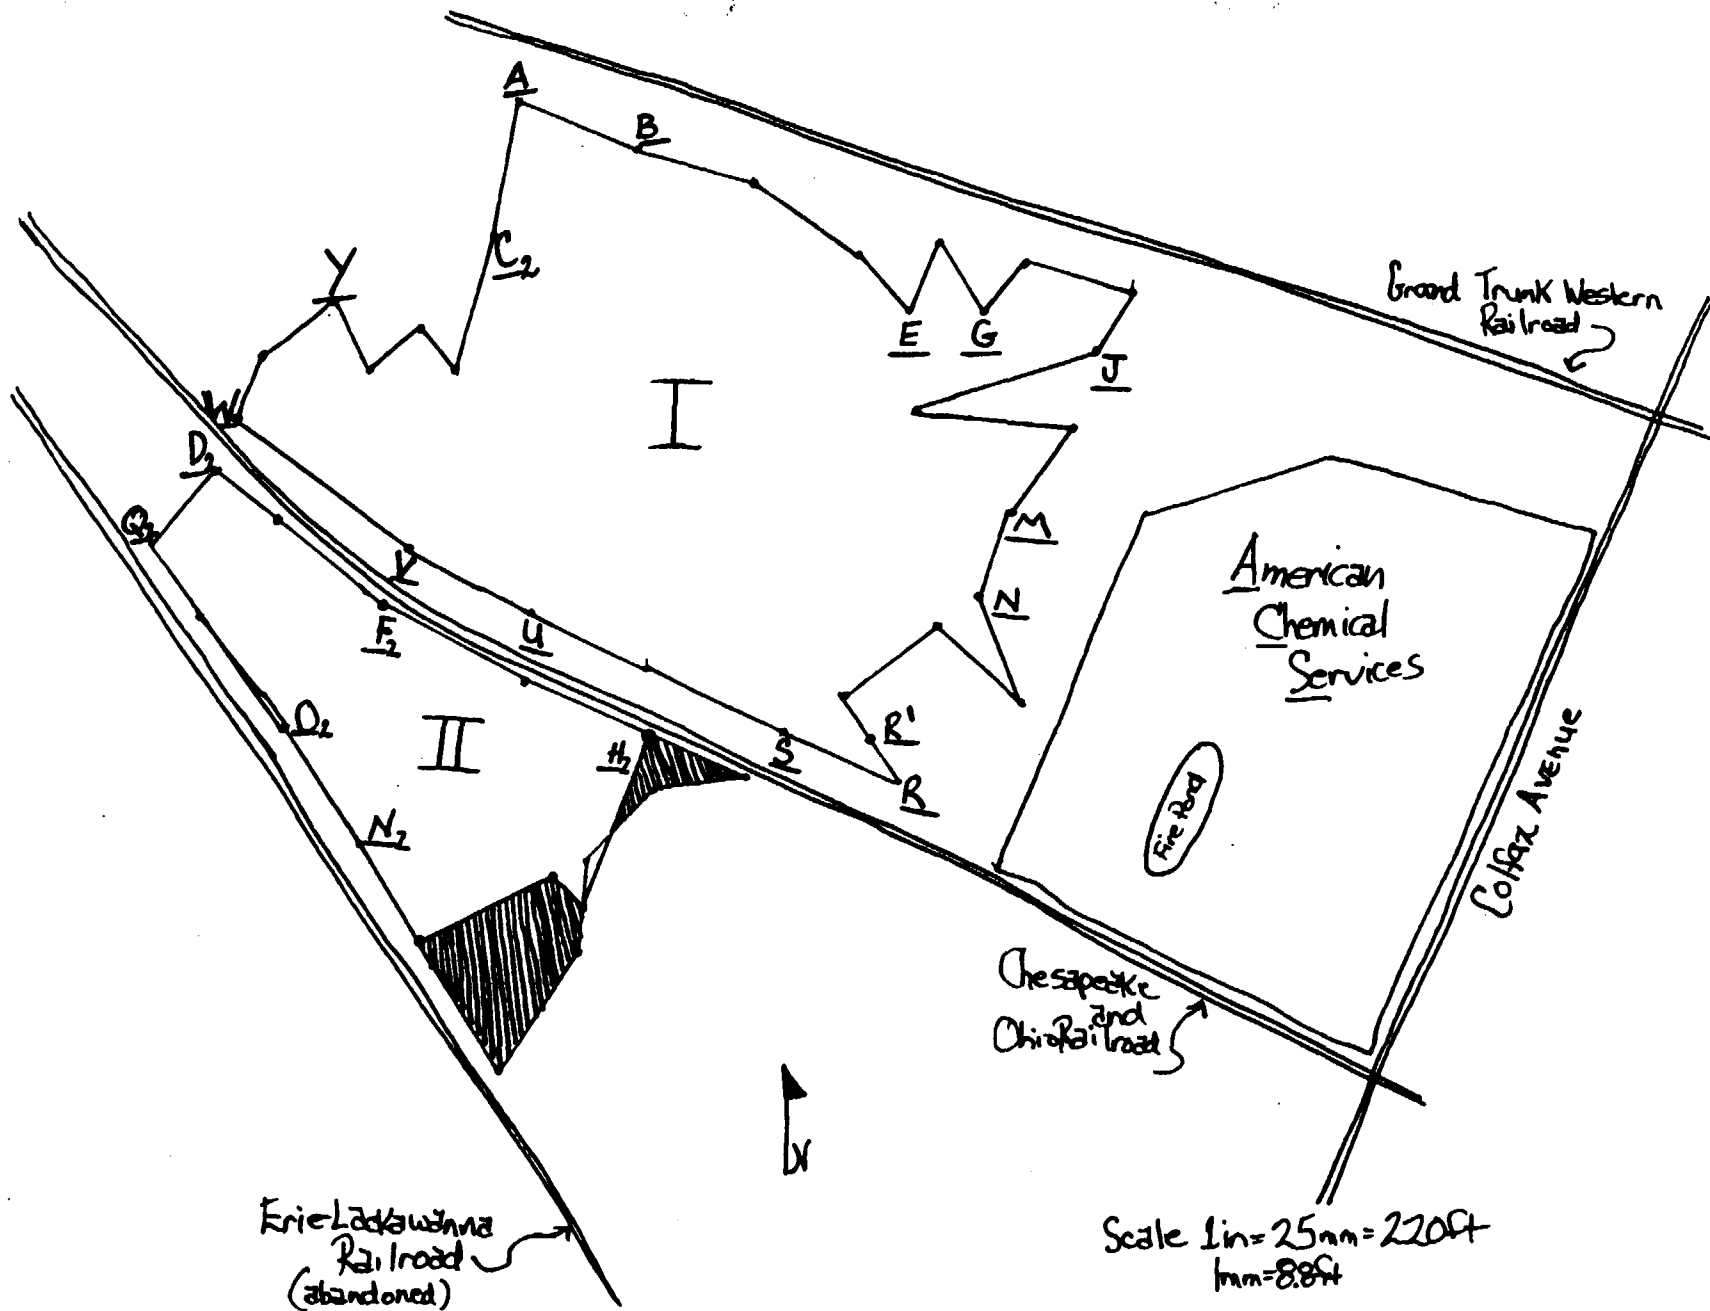 A
B
Y
C2
Grand Trunk Western
Railroad
E
G
J
I
W
D2
Q2
M
American
Chemical
Services
N
V
U
F2
O2
II
H2
S
R'
R
N2
Fire Pond
Colfax Avenue
Chesapeake
and
Ohio Railroad
N
Erie-Lackawanna
Railroad
(abandoned)
Scale 1in=25mm=220ft
1mm=8.8ft